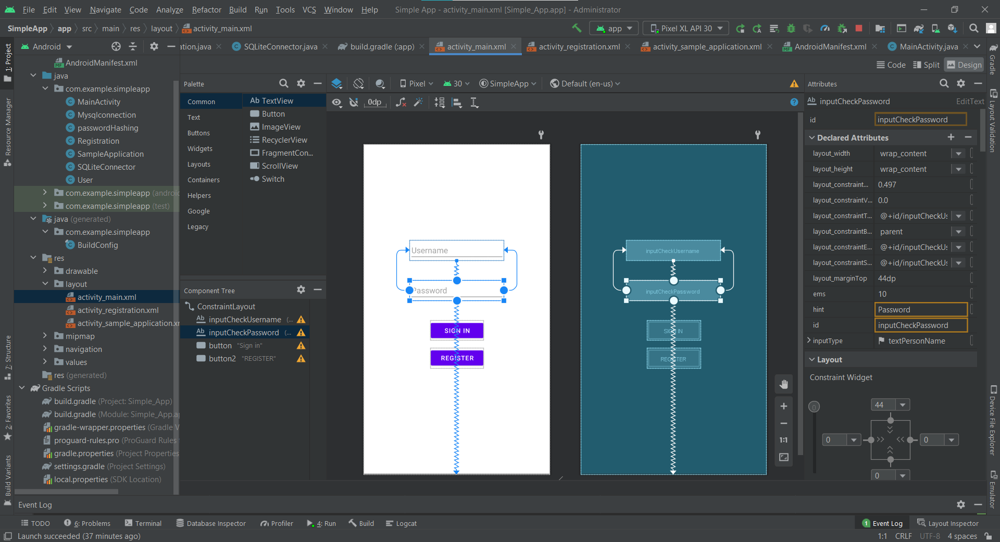 File Edit View Navigate Code Analyze Refactor Build Run Tools VCS Window Help Simple App - activity_main.xml [Simple_App.app] - Administrator
SimpleApp app src main res layout activity_main.xml
app Pixel XL API 30
Android
ation.java SQLiteConnector.java build.gradle (:app) activity_main.xml activity_registration.xml activity_sample_application.xml AndroidManifest.xml MainActivity.java
Code Split Design
1: Project
Resource Manager
7: Structure
2: Favorites
Build Variants
AndroidManifest.xml
java
com.example.simpleapp
MainActivity
Mysqlconnection
passwordHashing
Registration
SampleApplication
SQLiteConnector
User
com.example.simpleapp (androi
com.example.simpleapp (test)
java (generated)
com.example.simpleapp
BuildConfig
res
drawable
layout
activity_main.xml
activity_registration.xml
activity_sample_application.xr
mipmap
navigation
values
res (generated)
Gradle Scripts
build.gradle (Project: Simple_App)
build.gradle (Module: Simple_App.a
gradle-wrapper.properties (Gradle V
proguard-rules.pro (ProGuard Rules
gradle.properties (Project Properties
settings.gradle (Project Settings)
local.properties (SDK Location)
Palette
Common
Text
Buttons
Widgets
Layouts
Containers
Helpers
Google
Legacy
Ab TextView
Button
ImageView
RecyclerView
FragmentCon...
ScrollView
Switch
Component Tree
ConstraintLayout
Ab inputCheckUsername (...
Ab inputCheckPassword (...
button "Sign in"
button2 "REGISTER"
Pixel 30 SimpleApp Default (en-us)
0dp
Username
Password
SIGN IN
REGISTER
inputCheckUsername
inputCheckPassword
SIGN IN
REGISTER
1:1
Attributes
Ab inputCheckPassword EditText
id inputCheckPassword
Declared Attributes
layout_width wrap_content
layout_height wrap_content
layout_constraint... 0.497
layout_constraintV... 0.0
layout_constraintT... @+id/inputCheckUs
layout_constraintB... parent
layout_constraintE... @+id/inputCheckUs
layout_constraintS... @+id/inputCheckUs
layout_marginTop 44dp
ems 10
hint Password
id inputCheckPassword
inputType textPersonName
Layout
Constraint Widget
44
0 0
0
Gradle
Layout Validation
Device File Explorer
Emulator
Event Log
TODO 6: Problems Terminal Database Inspector Profiler 4: Run Build Logcat 1 Event Log Layout Inspector
Launch succeeded (37 minutes ago) 1:1 CRLF UTF-8 4 spaces